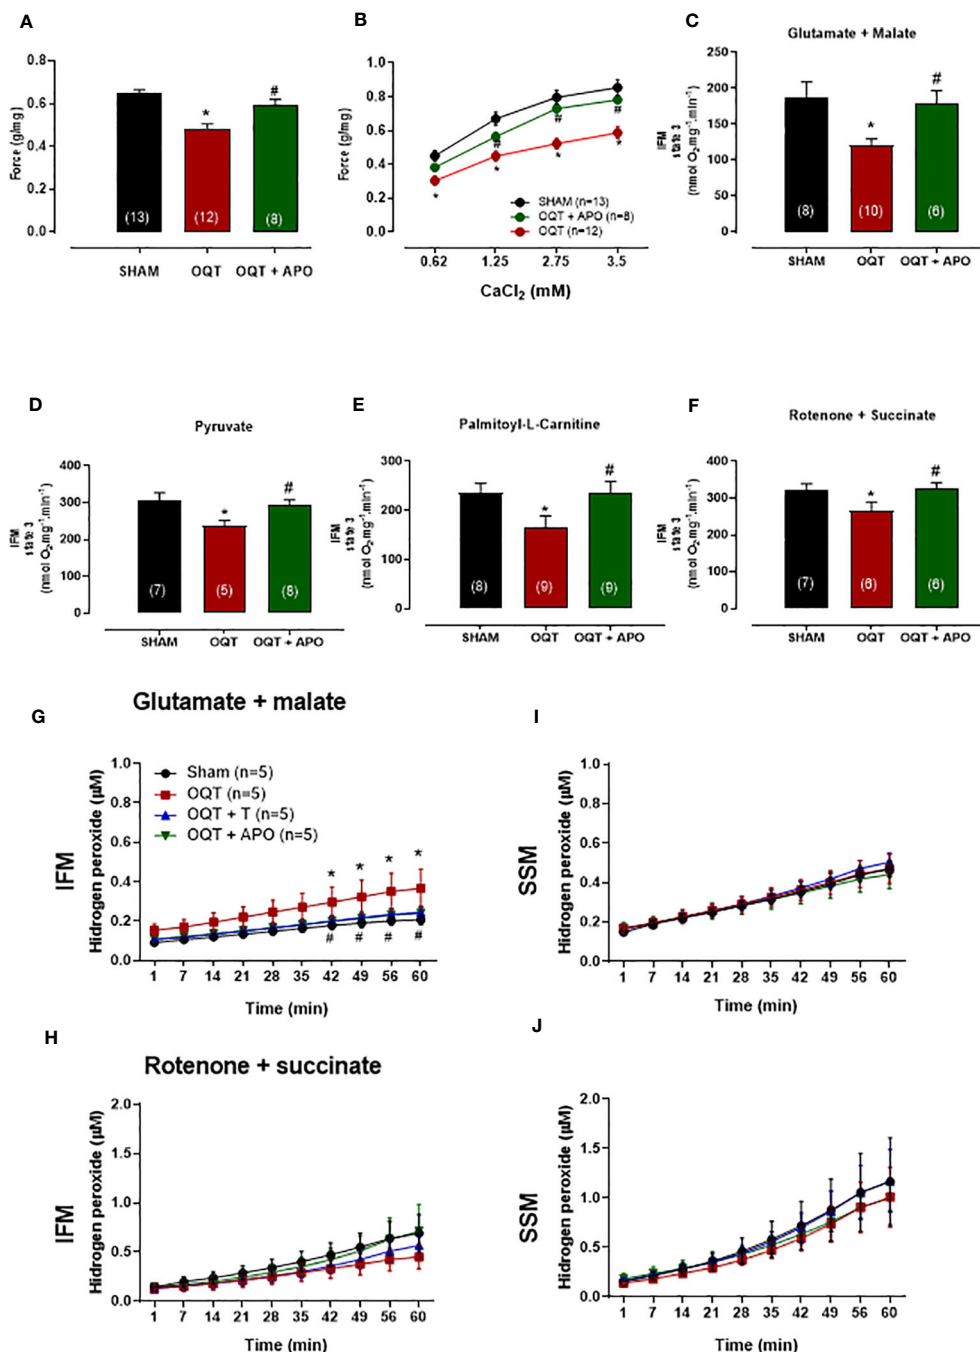 A
Force (g/mg)
0.8
0.6
0.4
0.2
0.0
*
#
(13)
(12)
(8)
SHAM
OQT
OQT + APO
B
Force (g/mg)
1.0
0.8
0.6
0.4
0.2
0.0
#
#
#
*
*
*
*
SHAM (n=13)
OQT + APO (n=8)
OQT (n=12)
0.62
1.25
2.75
3.5
CaCl₂ (mM)
C
Glutamate + Malate
IFM
state 3
(nmol O₂.mg⁻¹.min⁻¹)
250
200
150
100
50
0
*
#
(8)
(10)
(6)
SHAM
OQT
OQT + APO
D
Pyruvate
IFM
state 3
(nmol O₂.mg⁻¹.min⁻¹)
400
300
200
100
0
*
#
(7)
(5)
(8)
SHAM
OQT
OQT + APO
E
Palmitoyl-L-Carnitine
IFM
state 3
(nmol O₂.mg⁻¹.min⁻¹)
300
200
100
0
*
#
(8)
(9)
(9)
SHAM
OQT
OQT + APO
F
Rotenone + Succinate
IFM
state 3
(nmol O₂.mg⁻¹.min⁻¹)
400
300
200
100
0
*
#
(7)
(6)
(6)
SHAM
OQT
OQT + APO
Glutamate + malate
G
IFM
Hidrogen peroxide (µM)
1.0
0.8
0.6
0.4
0.2
0.0
Sham (n=5)
OQT (n=5)
OQT + T (n=5)
OQT + APO (n=5)
* * * *
# # # #
1 7 14 21 28 35 42 49 56 60
Time (min)
I
SSM
Hidrogen peroxide (µM)
1.0
0.8
0.6
0.4
0.2
0.0
1 7 14 21 28 35 42 49 56 60
Time (min)
H
Rotenone + succinate
IFM
Hidrogen peroxide (µM)
2.0
1.5
1.0
0.5
0.0
1 7 14 21 28 35 42 49 56 60
Time (min)
J
SSM
Hidrogen peroxide (µM)
2.0
1.5
1.0
0.5
0.0
1 7 14 21 28 35 42 49 56 60
Time (min)